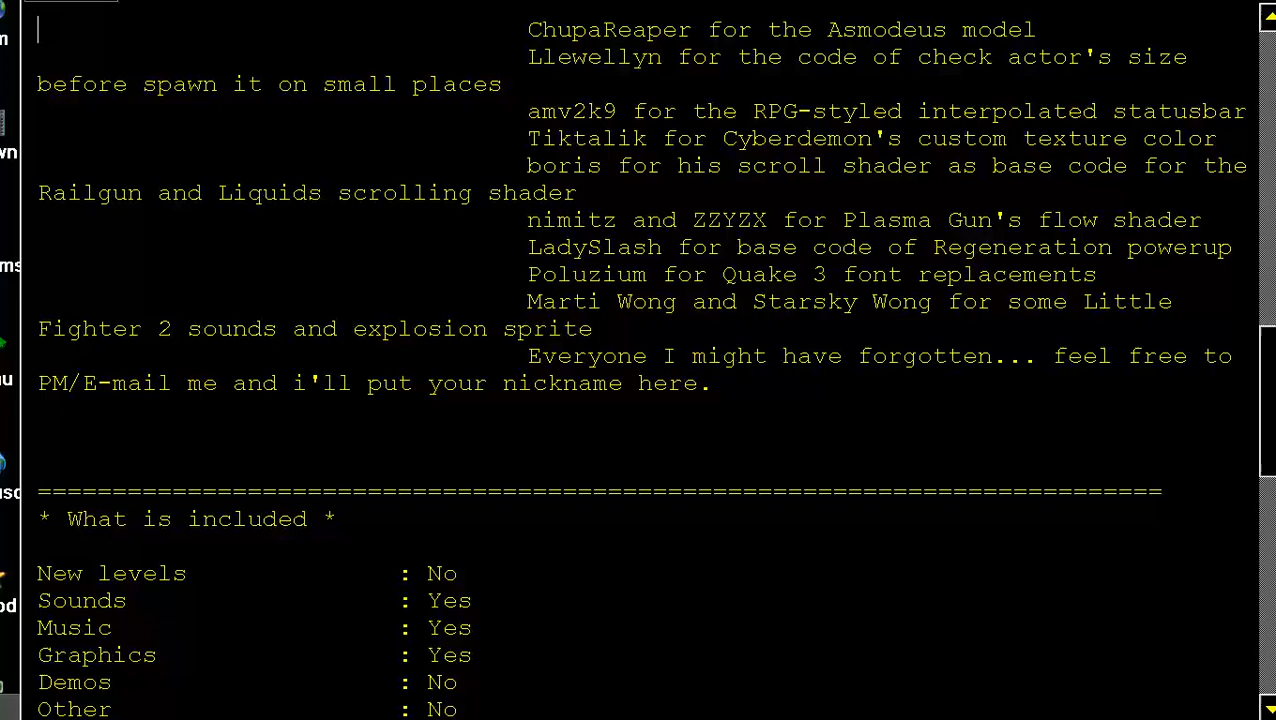 ChupaReaper for the Asmodeus model
Llewellyn for the code of check actor's size
before spawn it on small places
amv2k9 for the RPG-styled interpolated statusbar
Tiktalik for Cyberdemon's custom texture color
boris for his scroll shader as base code for the
Railgun and Liquids scrolling shader
nimitz and ZZYZX for Plasma Gun's flow shader
LadySlash for base code of Regeneration powerup
Poluzium for Quake 3 font replacements
Marti Wong and Starsky Wong for some Little
Fighter 2 sounds and explosion sprite
Everyone I might have forgotten... feel free to
PM/E-mail me and i'll put your nickname here.
===========================================================================
* What is included *
New levels : No
Sounds : Yes
Music : Yes
Graphics : Yes
Demos : No
Other : No